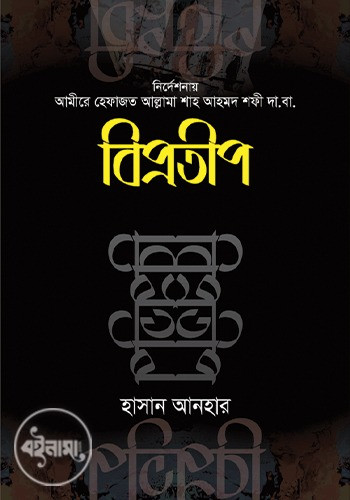 নির্দেশনায়
আমীরে হেফাজত আল্লামা শাহ আহমদ শফী দা.বা.
বিপ্রতীপ
হাসান আনহার
বইনামা